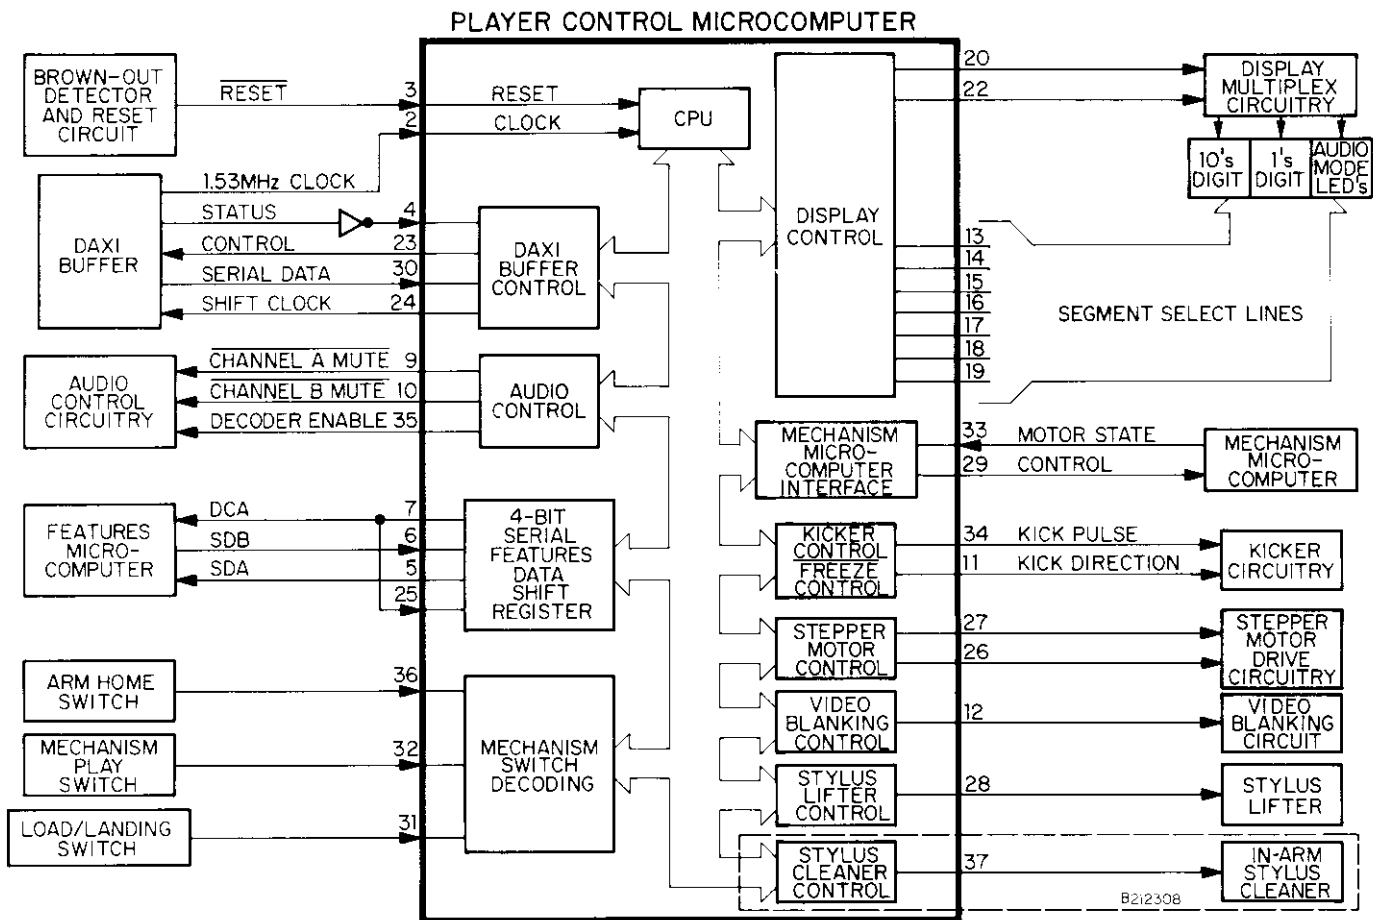 PLAYER CONTROL MICROCOMPUTER
BROWN-OUT
DETECTOR
AND RESET
CIRCUIT
RESET
3
2
RESET
CLOCK
CPU
1.53MHz CLOCK
STATUS
CONTROL
SERIAL DATA
SHIFT CLOCK
4
23
30
24
DAXI
BUFFER
DAXI
BUFFER
CONTROL
CHANNEL A MUTE 9
CHANNEL B MUTE 10
DECODER ENABLE 35
AUDIO
CONTROL
CIRCUITRY
AUDIO
CONTROL
DCA
SDB
SDA
7
6
5
25
FEATURES
MICRO-
COMPUTER
4-BIT
SERIAL
FEATURES
DATA
SHIFT
REGISTER
ARM HOME
SWITCH
36
MECHANISM
PLAY
SWITCH
32
LOAD/LANDING
SWITCH
31
MECHANISM
SWITCH
DECODING
DISPLAY
CONTROL
20
22
DISPLAY
MULTIPLEX
CIRCUITRY
10's
DIGIT
1's
DIGIT
AUDIO
MODE
LED's
13
14
15
16
17
18
19
SEGMENT SELECT LINES
MECHANISM
MICRO-
COMPUTER
INTERFACE
33 MOTOR STATE
29 CONTROL
MECHANISM
MICRO-
COMPUTER
KICKER
CONTROL
FREEZE
CONTROL
34 KICK PULSE
11 KICK DIRECTION
KICKER
CIRCUITRY
STEPPER
MOTOR
CONTROL
27
26
STEPPER
MOTOR
DRIVE
CIRCUITRY
VIDEO
BLANKING
CONTROL
12
VIDEO
BLANKING
CIRCUIT
STYLUS
LIFTER
CONTROL
28
STYLUS
LIFTER
STYLUS
CLEANER
CONTROL
37
IN-ARM
STYLUS
CLEANER
B212308